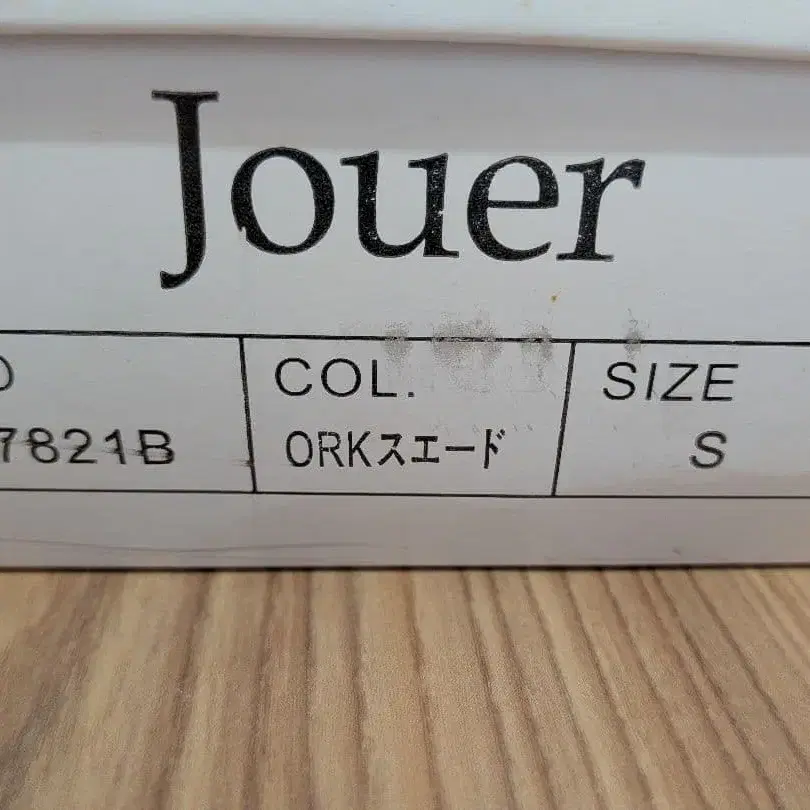 Jouer
COL.
SIZE
7821B
ORKスエード
S